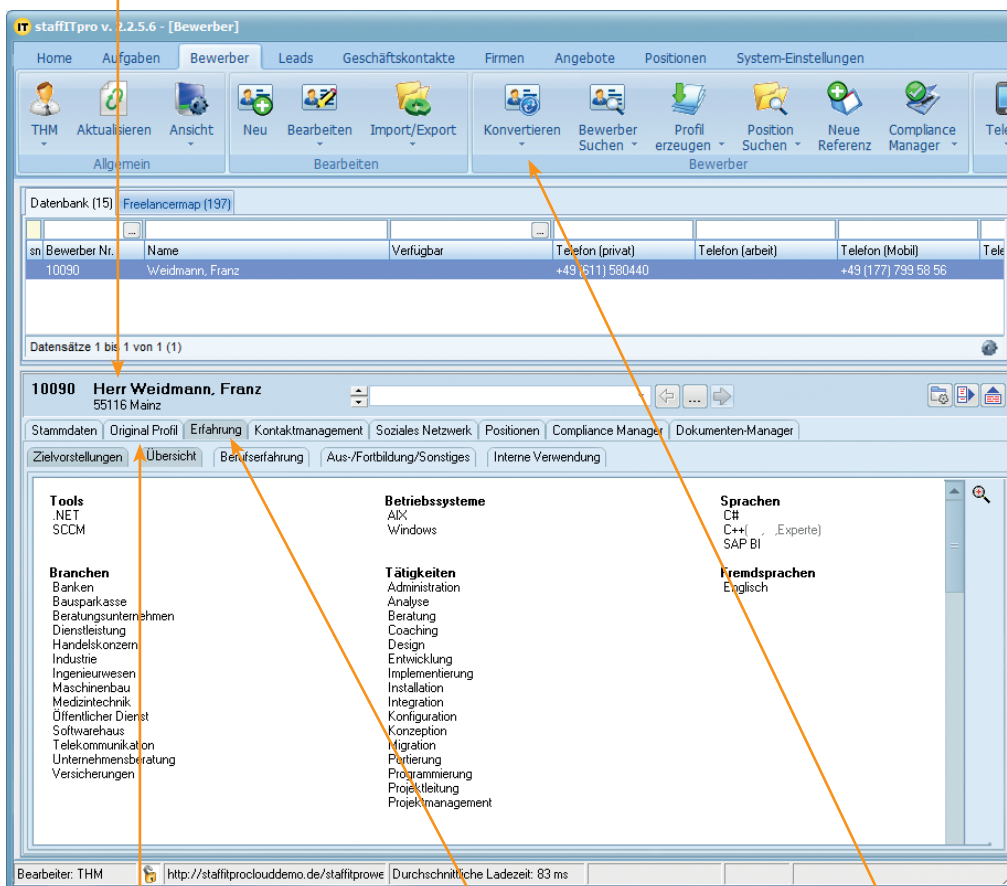 staffITpro v. 2.2.5.6 - [Bewerber]
Home Aufgaben Bewerber Leads Geschäftskontakte Firmen Angebote Positionen System-Einstellungen
THM Aktualisieren Ansicht Neu Bearbeiten Import/Export Konvertieren Bewerber Suchen Profil erzeugen Position Suchen Neue Referenz Compliance Manager Tele
Allgemein Bearbeiten Bewerber
Datenbank (15) Freelancermap (197)
sn Bewerber Nr. Name Verfügbar Telefon (privat) Telefon (arbeit) Telefon (Mobil) Tele
10090 Weidmann, Franz +49 (611) 580440 +49 (177) 799 58 56
Datensätze 1 bis 1 von 1 (1)
10090 Herr Weidmann, Franz
55116 Mainz
Stammdaten Original Profil Erfahrung Kontaktmanagement Soziales Netzwerk Positionen Compliance Manager Dokumenten-Manager
Zielvorstellungen Übersicht Berufserfahrung Aus-/Fortbildung/Sonstiges Interne Verwendung
Tools
.NET
SCCM
Betriebssysteme
AIX
Windows
Sprachen
C#
C++( , ,Experte)
SAP BI
Branchen
Banken
Bausparkasse
Beratungsunternehmen
Dienstleistung
Handelskonzern
Industrie
Ingenieurwesen
Maschinenbau
Medizintechnik
Öffentlicher Dienst
Softwarehaus
Telekommunikation
Unternehmensberatung
Versicherungen
Tätigkeiten
Administration
Analyse
Beratung
Coaching
Design
Entwicklung
Implementierung
Installation
Integration
Konfiguration
Konzeption
Migration
Portierung
Programmierung
Projektleitung
Projektmanagement
Fremdsprachen
Englisch
Bearbeiter: THM http://staffitproclouddemo.de/staffitprowe Durchschnittliche Ladezeit: 83 ms